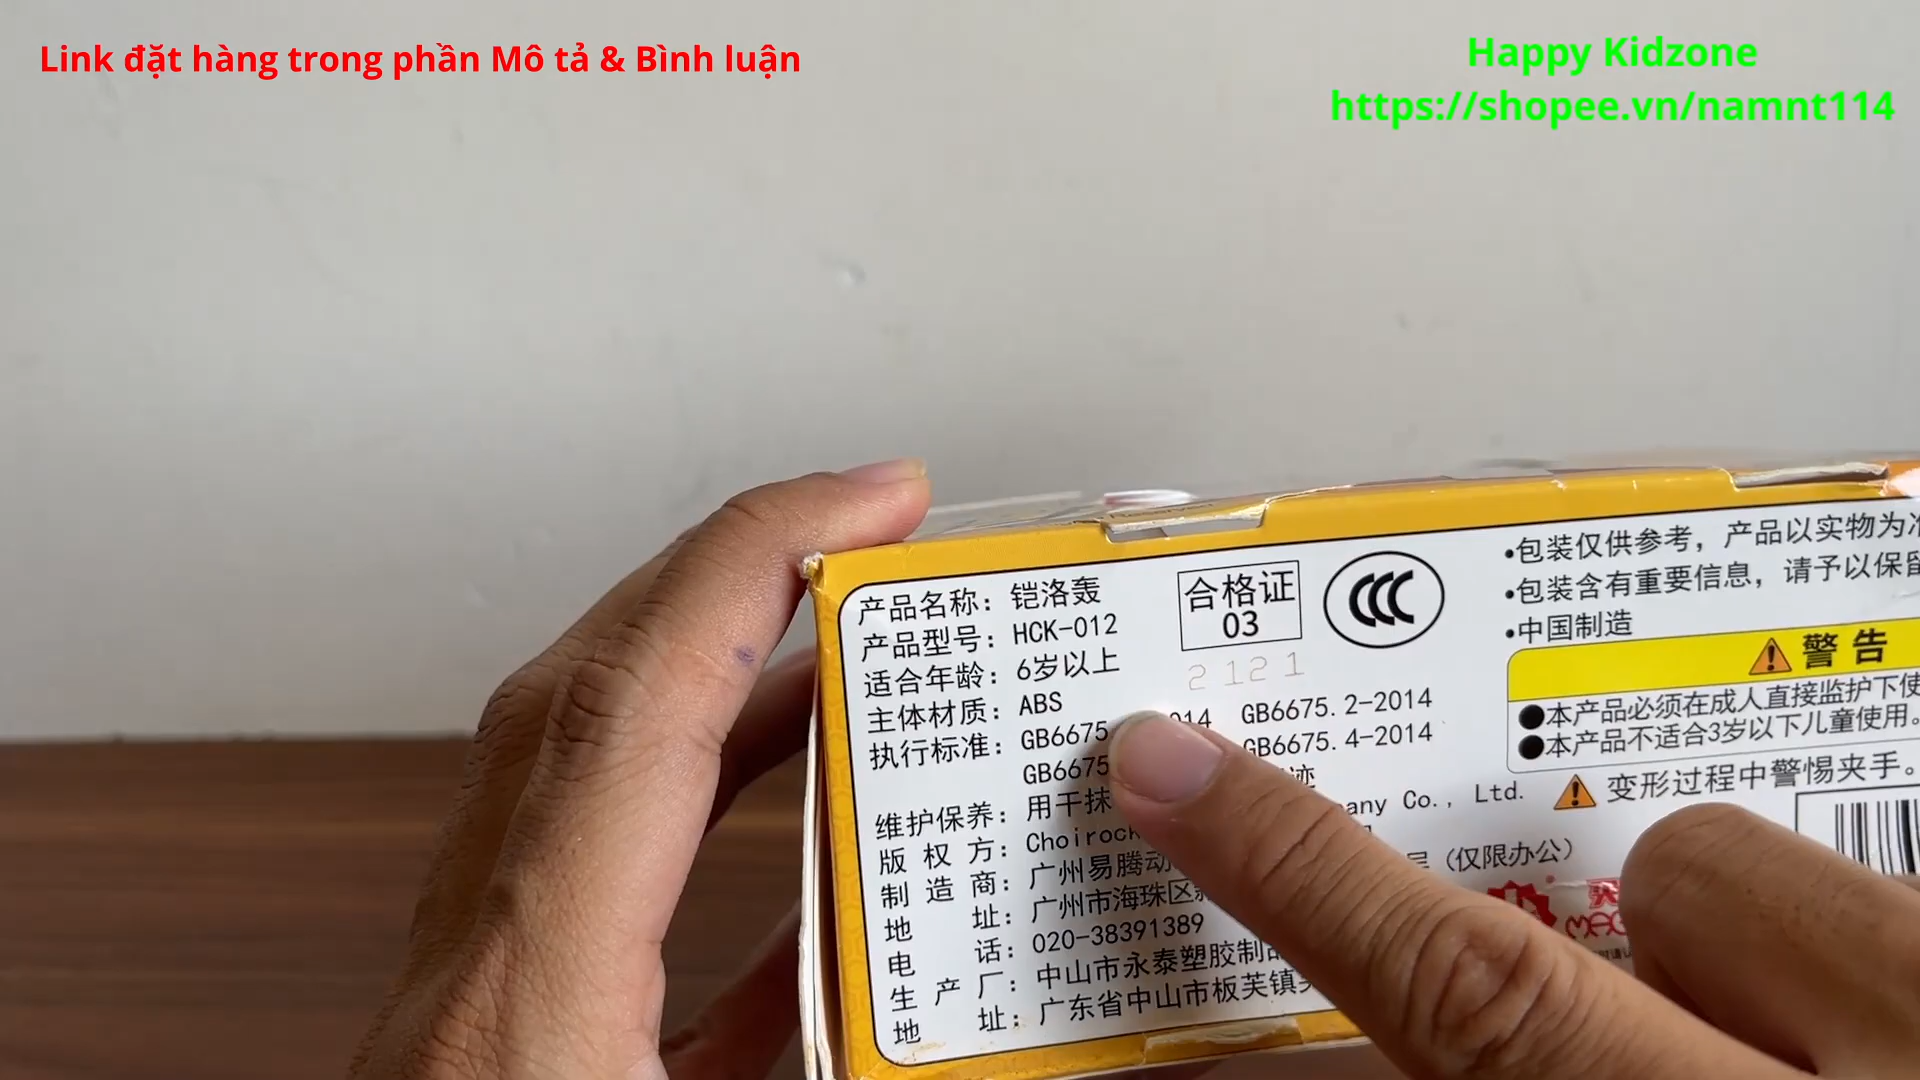 Link đặt hàng trong phần Mô tả & Bình luận
Happy Kidzone
https://shopee.vn/namnt114
产品名称：铠洛轰
产品型号：HCK-012
适合年龄：6岁以上
主体材质：ABS
执行标准：GB6675 014 GB6675.2-2014
GB6675 GB6675.4-2014
维护保养：用干抹
版权方：Choirock any Co., Ltd.
制造商：广州易腾动
地址：广州市海珠区 （仅限办公）
电话：020-38391389
生产厂：中山市永泰塑胶制品
地址：广东省中山市板芙镇
合格证
03
2 12 1
CCC
•包装仅供参考，产品以实物为准
•包装含有重要信息，请予以保留
•中国制造
警告
●本产品必须在成人直接监护下使
●本产品不适合3岁以下儿童使用。
变形过程中警惕夹手。